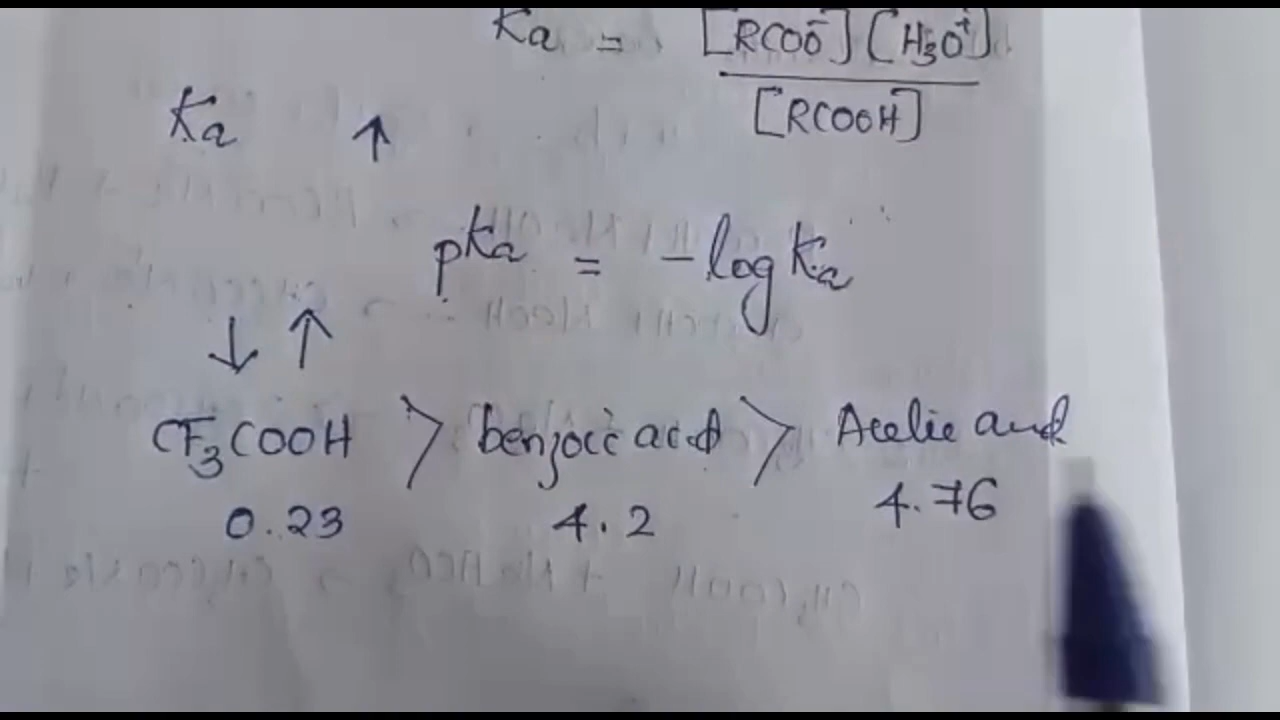 Ka = [RCOO⁻] [H₃O⁺]
[RCOOH]
Ka ↑
pKa = -log Ka
↓ ↑
CF₃COOH > benzoic acid > Acetic acid
0.23 4.2 4.76